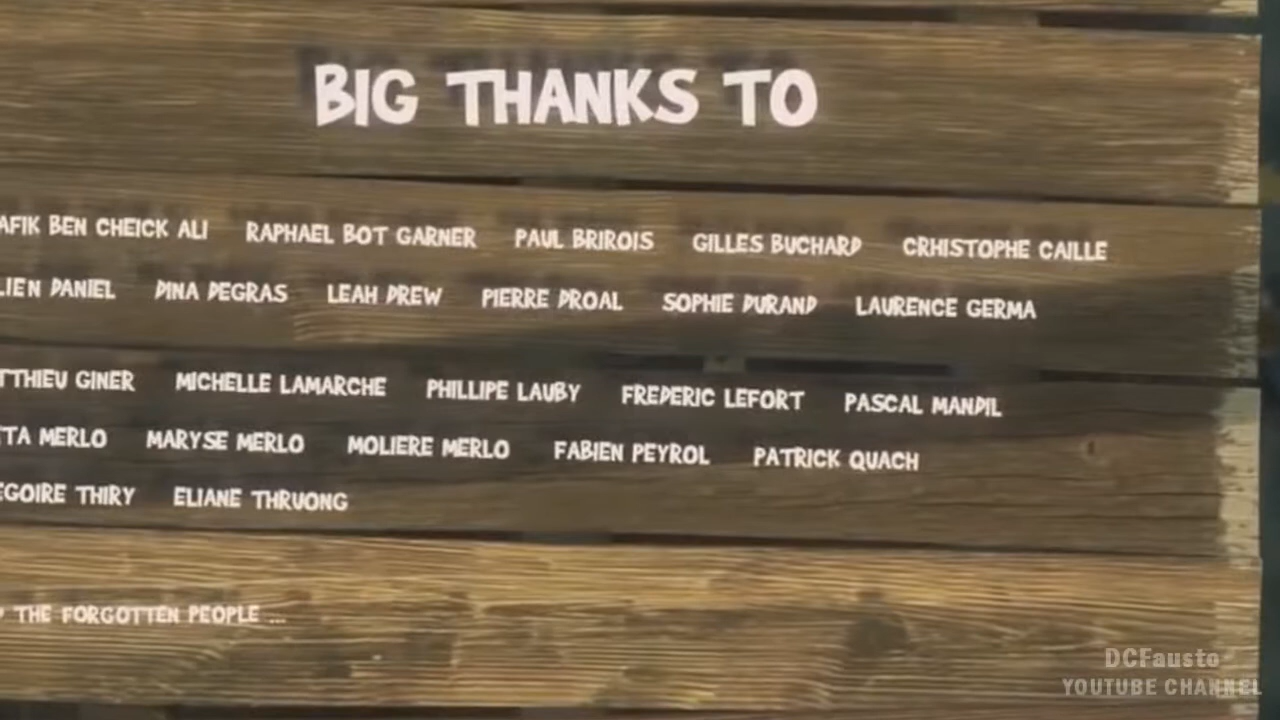 BIG THANKS TO
AFIK BEN CHEICK ALI RAPHAEL BOT GARNER PAUL BRIROIS GILLES BUCHARD CRHISTOPHE CAILLE
LIEN DANIEL DINA DEGRAS LEAH DREW PIERRE DROAL SOPHIE DURAND LAURENCE GERMA
TTHIEU GINER MICHELLE LAMARCHE PHILLIPE LAUBY FREDERIC LEFORT PASCAL MANDIL
TA MERLO MARYSE MERLO MOLIERE MERLO FABIEN PEYROL PATRICK QUACH
EGOIRE THIRY ELIANE THRUONG
THE FORGOTTEN PEOPLE ...
DCFausto
YOUTUBE CHANNEL